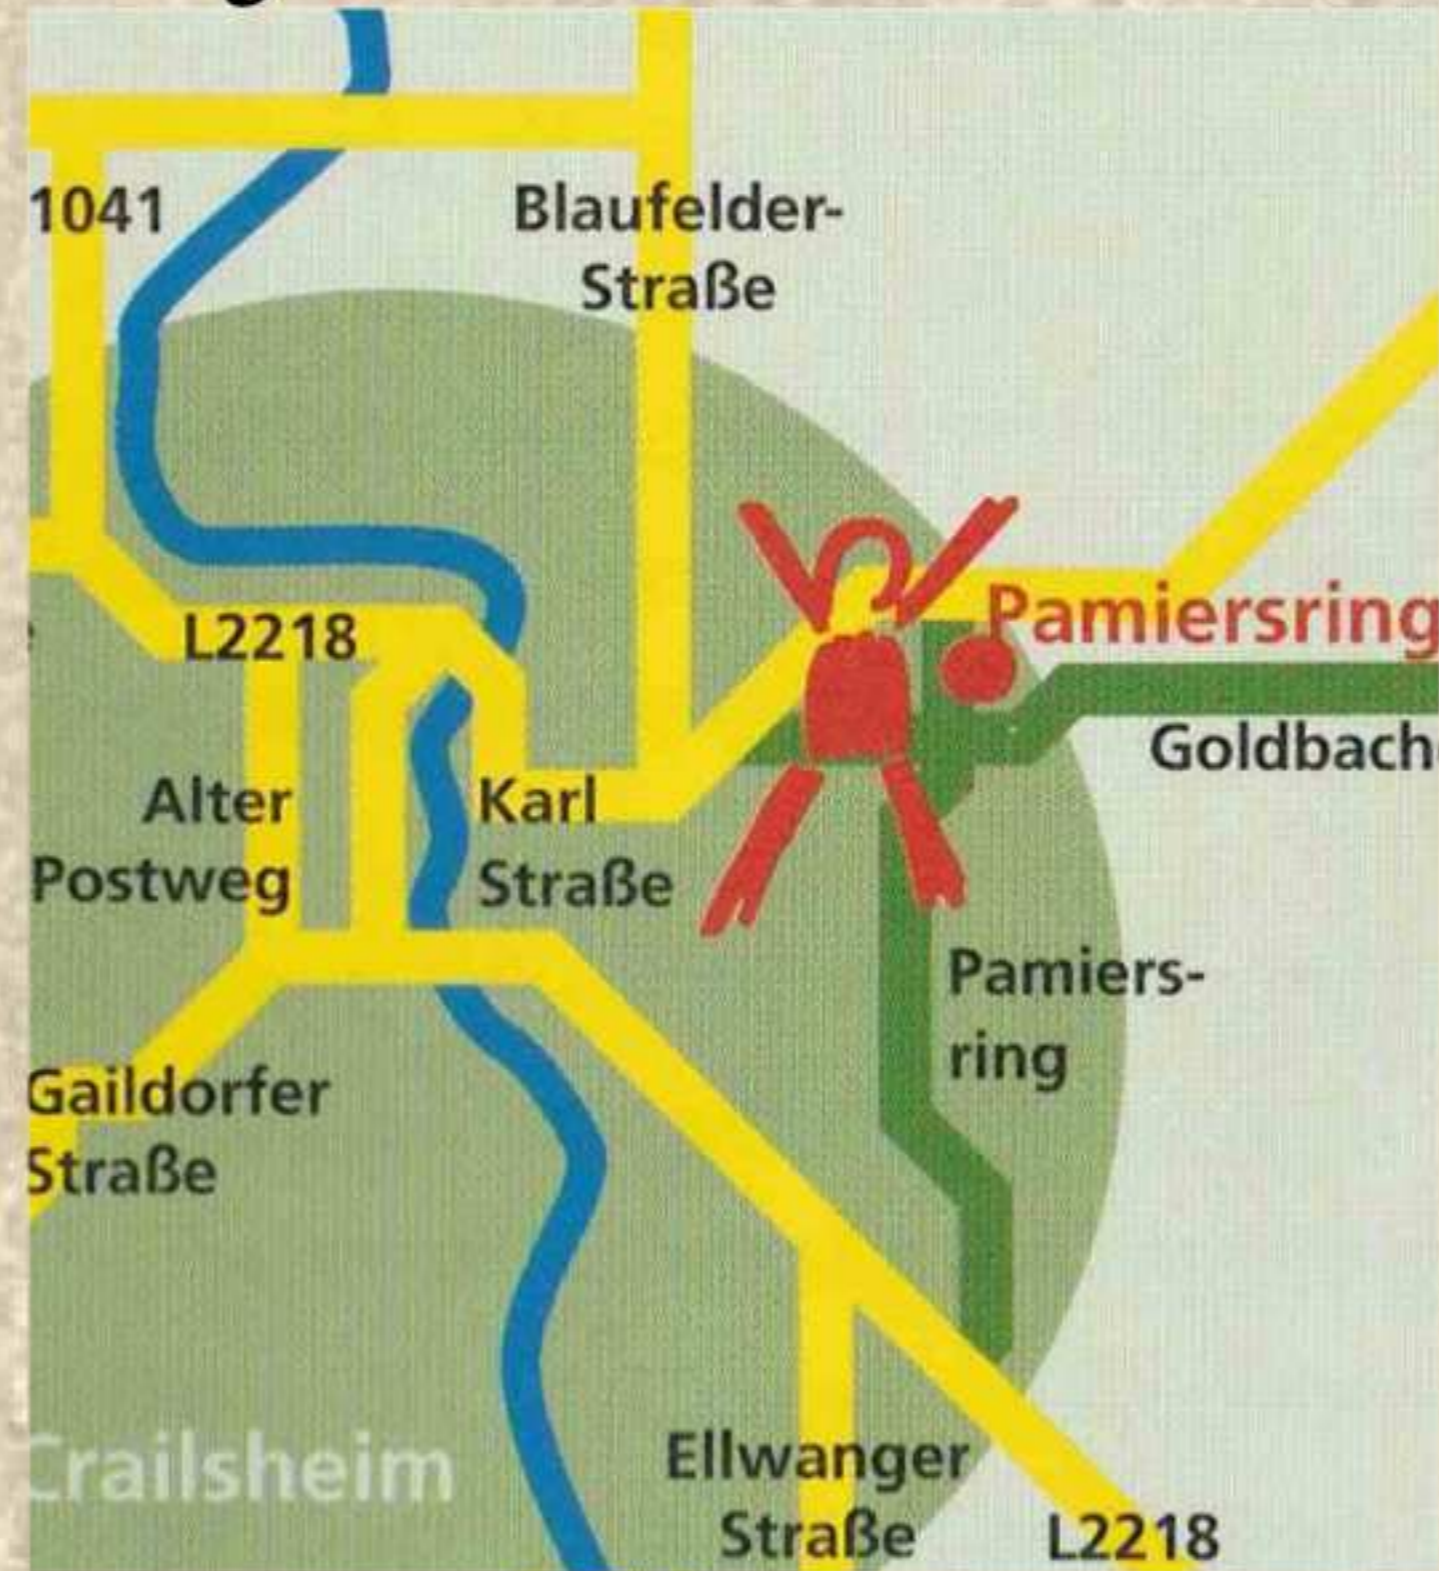 1041
Blaufelder-
Straße
Pamiersring
L2218
Goldbach
Alter
Postweg
Karl
Straße
Pamiers-
ring
Gaildorfer
Straße
Crailsheim
Ellwanger
Straße
L2218